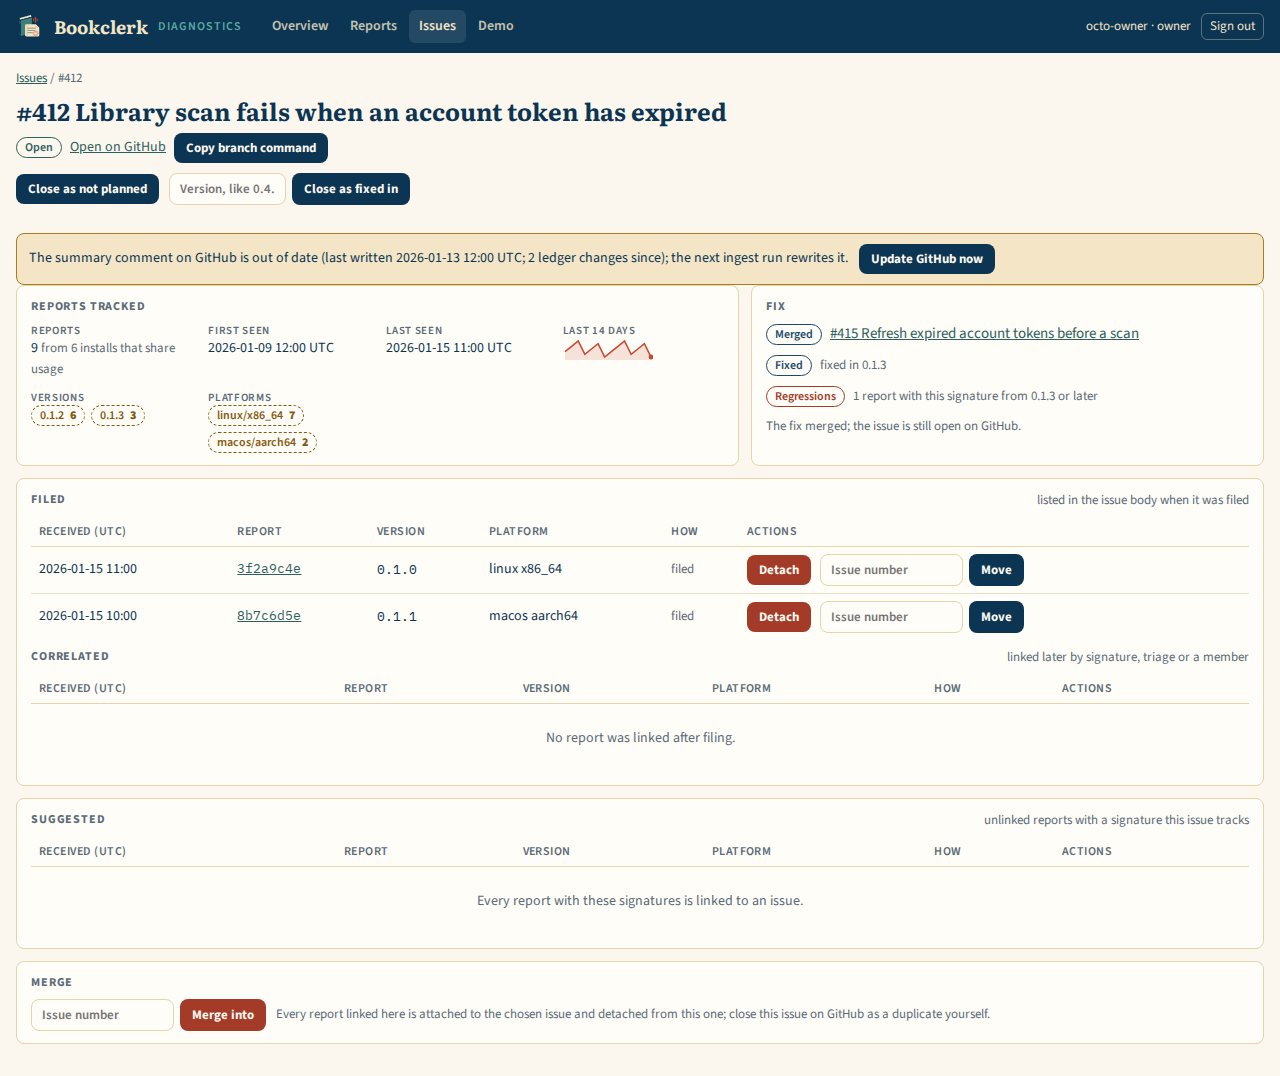 Bookclerk DIAGNOSTICS Overview Reports Issues Demo octo-owner · owner Sign out
Issues / #412
#412 Library scan fails when an account token has expired
Open Open on GitHub Copy branch command
Close as not planned Version, like 0.4. Close as fixed in
The summary comment on GitHub is out of date (last written 2026-01-13 12:00 UTC; 2 ledger changes since); the next ingest run rewrites it. Update GitHub now
REPORTS TRACKED
REPORTS FIRST SEEN LAST SEEN LAST 14 DAYS
9 from 6 installs that share usage 2026-01-09 12:00 UTC 2026-01-15 11:00 UTC
VERSIONS PLATFORMS
0.1.2 6 0.1.3 3 linux/x86_64 7
macos/aarch64 2
FIX
Merged #415 Refresh expired account tokens before a scan
Fixed fixed in 0.1.3
Regressions 1 report with this signature from 0.1.3 or later
The fix merged; the issue is still open on GitHub.
FILED listed in the issue body when it was filed
RECEIVED (UTC) REPORT VERSION PLATFORM HOW ACTIONS
2026-01-15 11:00 3f2a9c4e 0.1.0 linux x86_64 filed Detach Issue number Move
2026-01-15 10:00 8b7c6d5e 0.1.1 macos aarch64 filed Detach Issue number Move
CORRELATED linked later by signature, triage or a member
RECEIVED (UTC) REPORT VERSION PLATFORM HOW ACTIONS
No report was linked after filing.
SUGGESTED unlinked reports with a signature this issue tracks
RECEIVED (UTC) REPORT VERSION PLATFORM HOW ACTIONS
Every report with these signatures is linked to an issue.
MERGE
Issue number Merge into Every report linked here is attached to the chosen issue and detached from this one; close this issue on GitHub as a duplicate yourself.